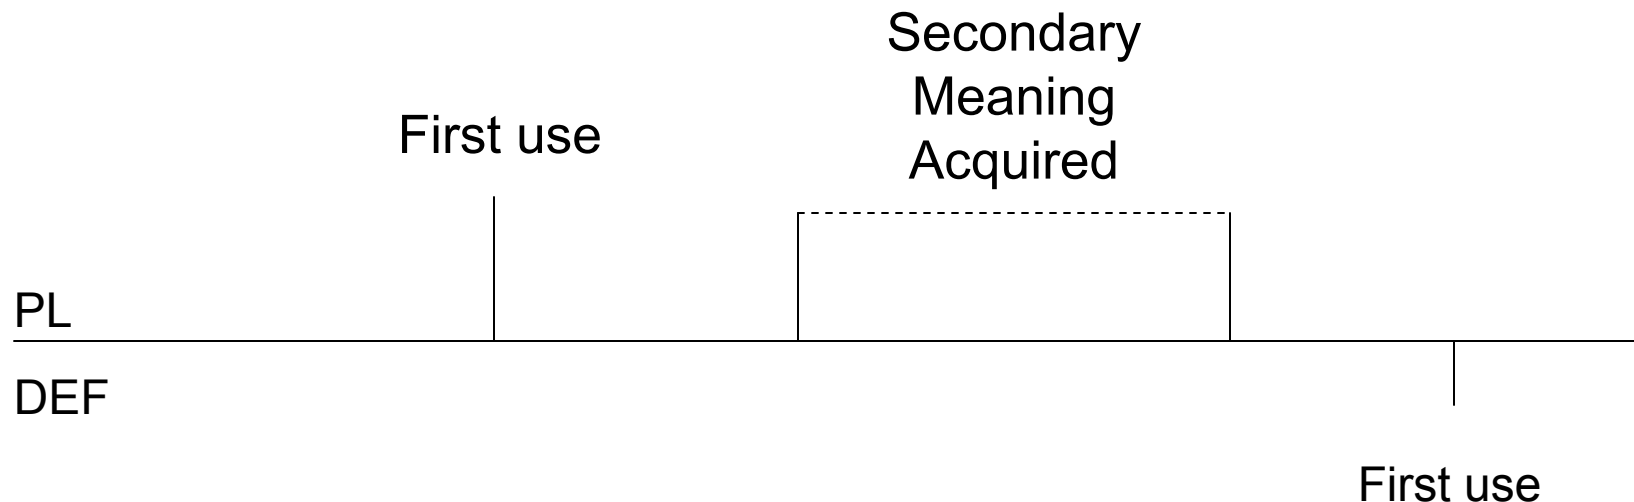 Secondary
Meaning
Acquired
First use
PL
DEF
First use